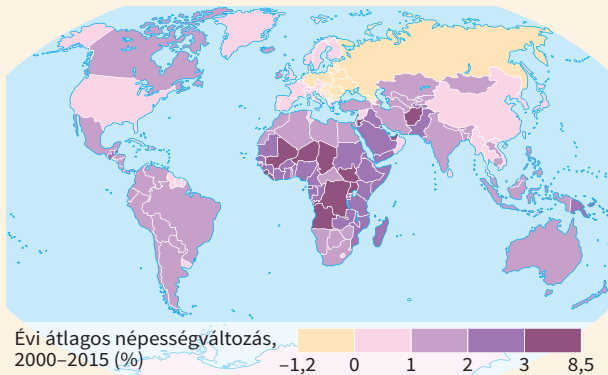 Évi átlagos népességváltozás,
2000–2015 (%)
–1,2 0 1 2 3 8,5